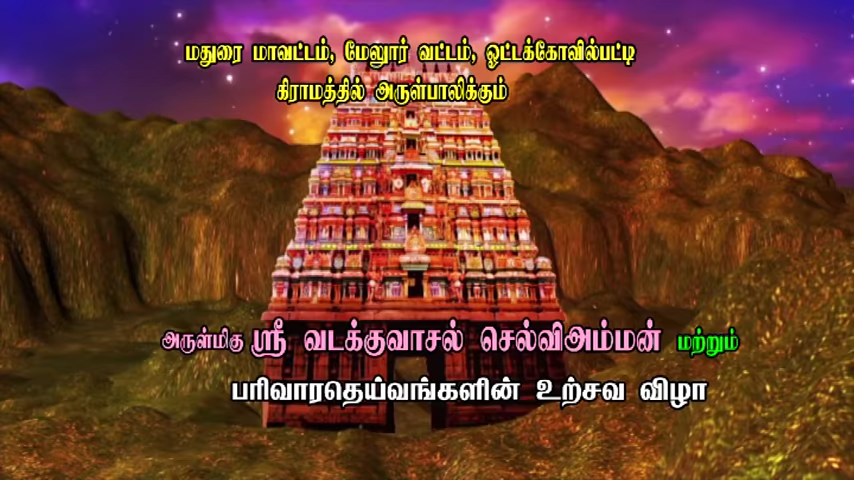 மதுரை மாவட்டம், மேலூர் வட்டம், ஓட்டக்கோவில்பட்டி
கிராமத்தில் அருள்பாலிக்கும்
அருள்மிகு ஸ்ரீ வடக்குவாசல் செல்விஅம்மன் மற்றும்
பரிவாரதெய்வங்களின் உற்சவ விழா